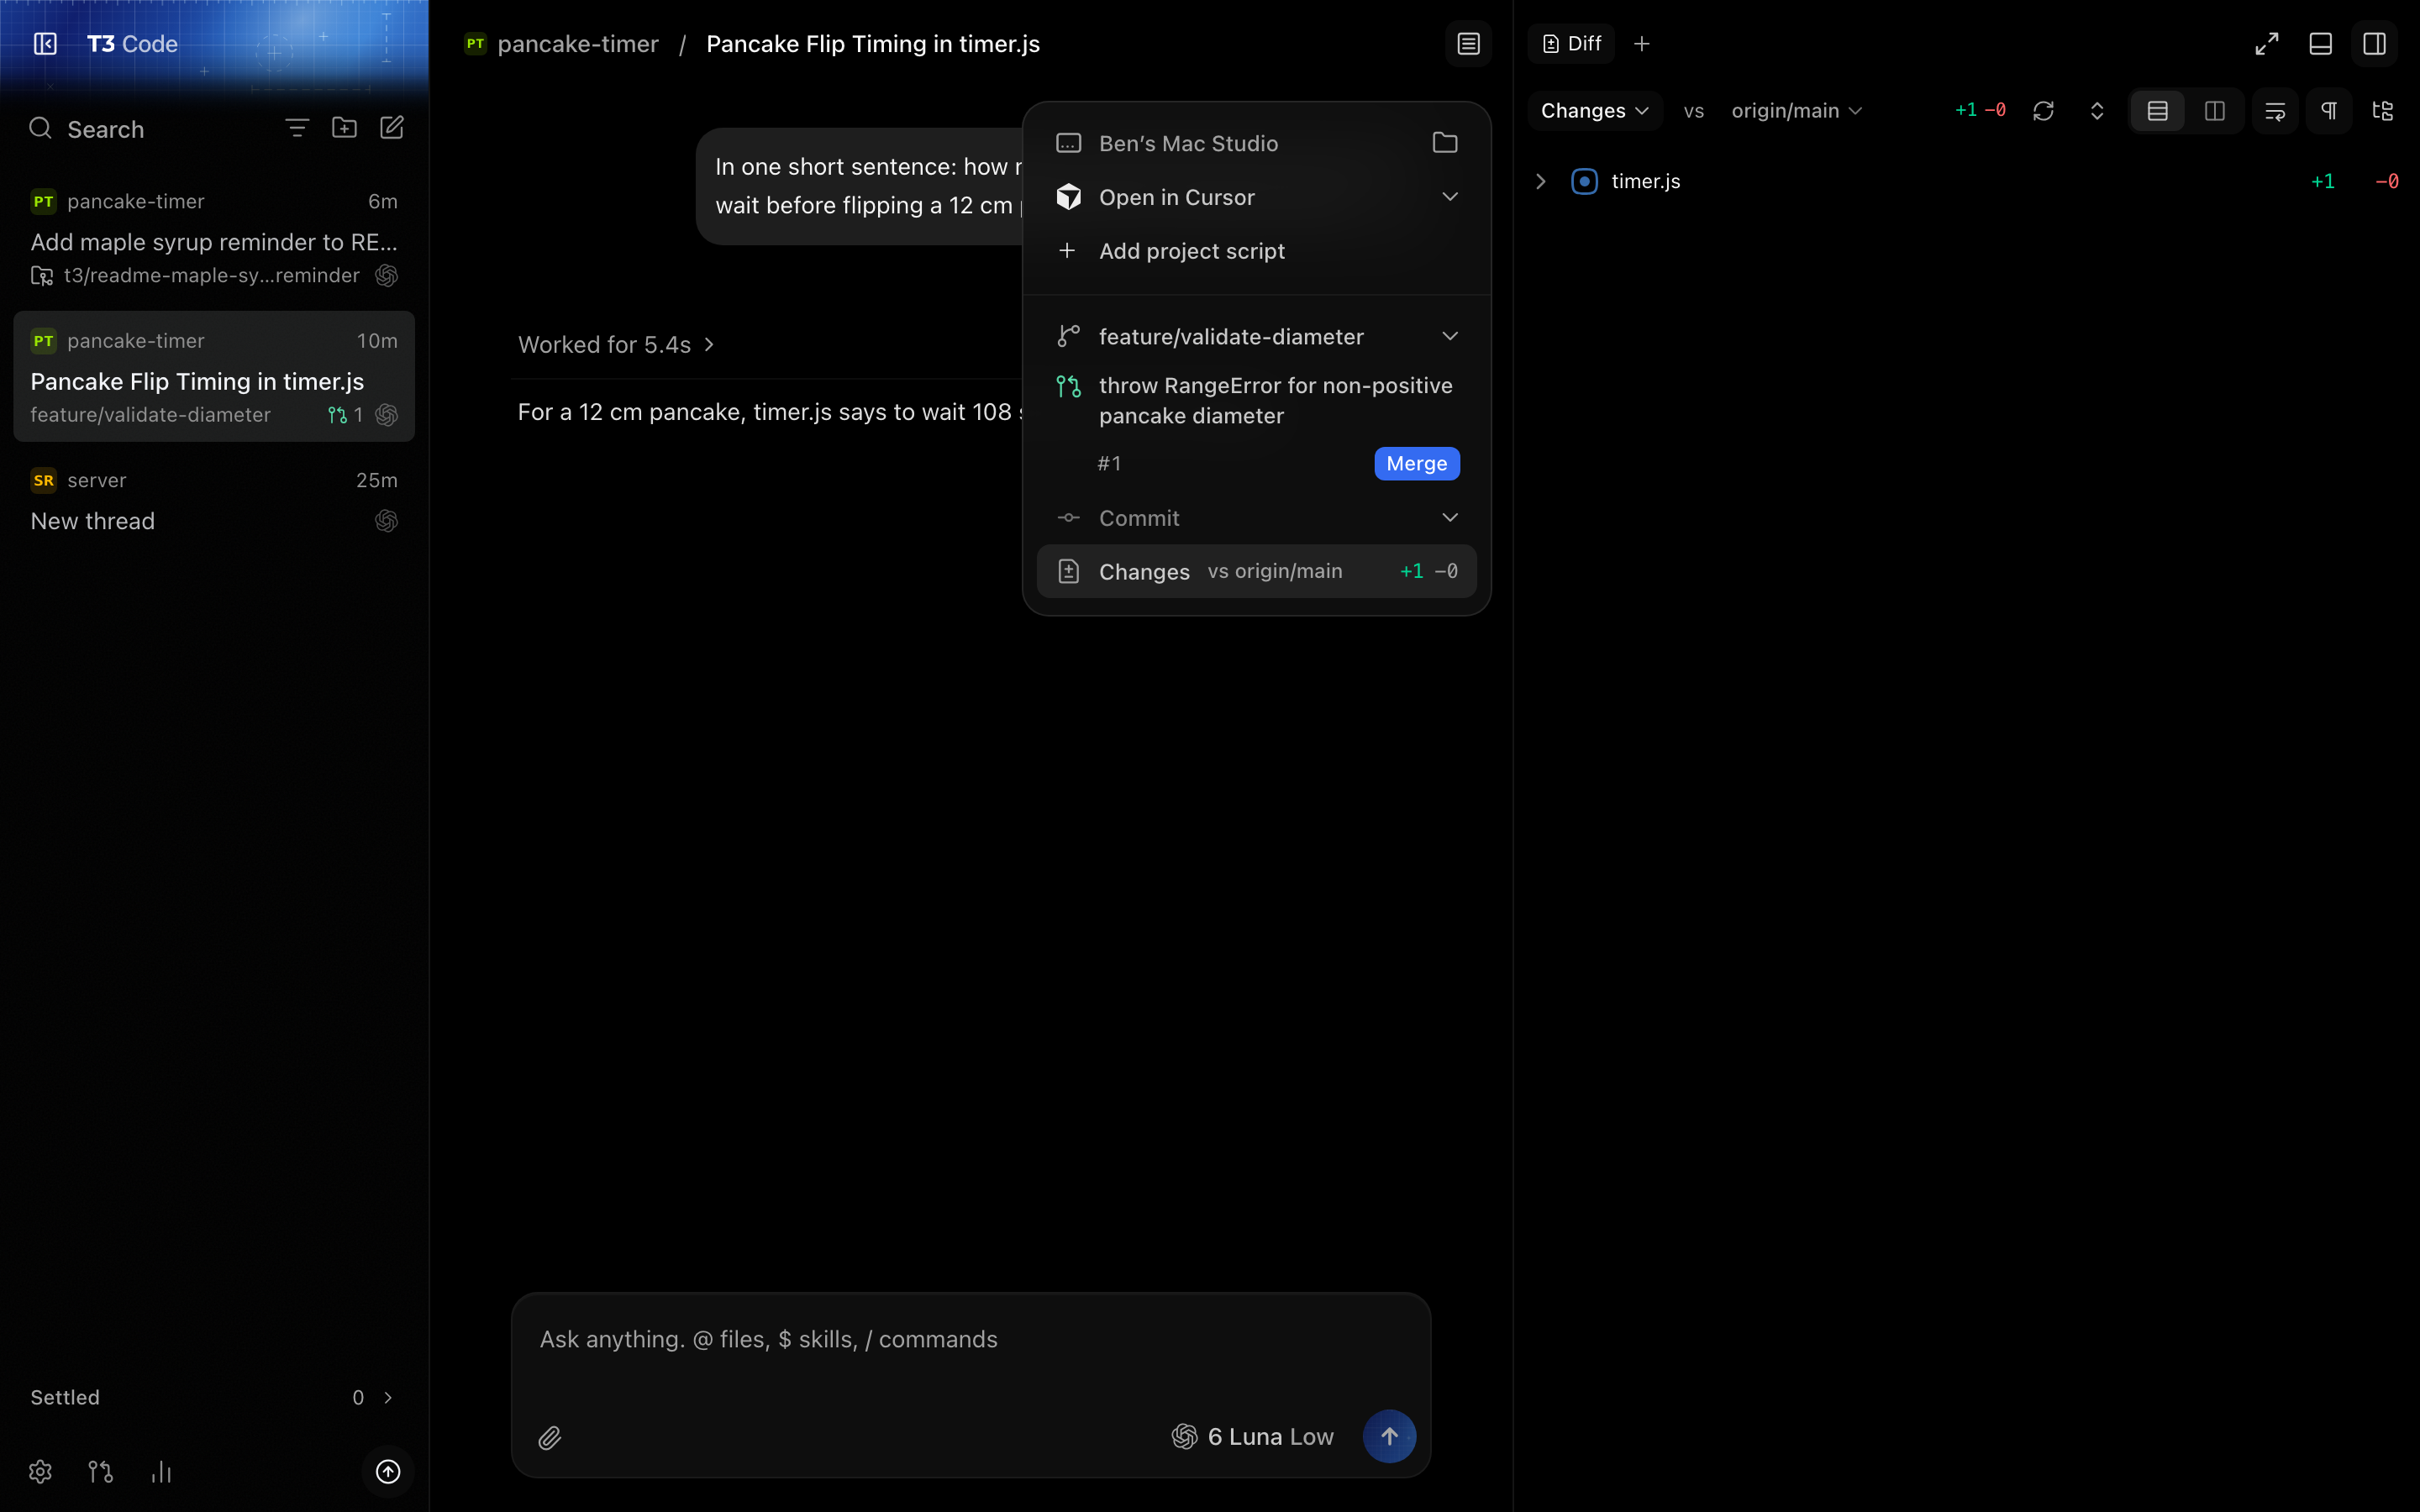 T3 Code
Search
PT pancake-timer 6m
Add maple syrup reminder to RE...
t3/readme-maple-sy...reminder
PT pancake-timer 10m
Pancake Flip Timing in timer.js
feature/validate-diameter 1
SR server 25m
New thread
Settled 0
PT pancake-timer / Pancake Flip Timing in timer.js
In one short sentence: how
wait before flipping a 12 cm
Worked for 5.4s
For a 12 cm pancake, timer.js says to wait 108
Ben's Mac Studio
Open in Cursor
Add project script
feature/validate-diameter
throw RangeError for non-positive
pancake diameter
#1 Merge
Commit
Changes vs origin/main +1 −0
Ask anything. @ files, $ skills, / commands
6 Luna Low
Diff
Changes vs origin/main +1 −0
timer.js +1 −0